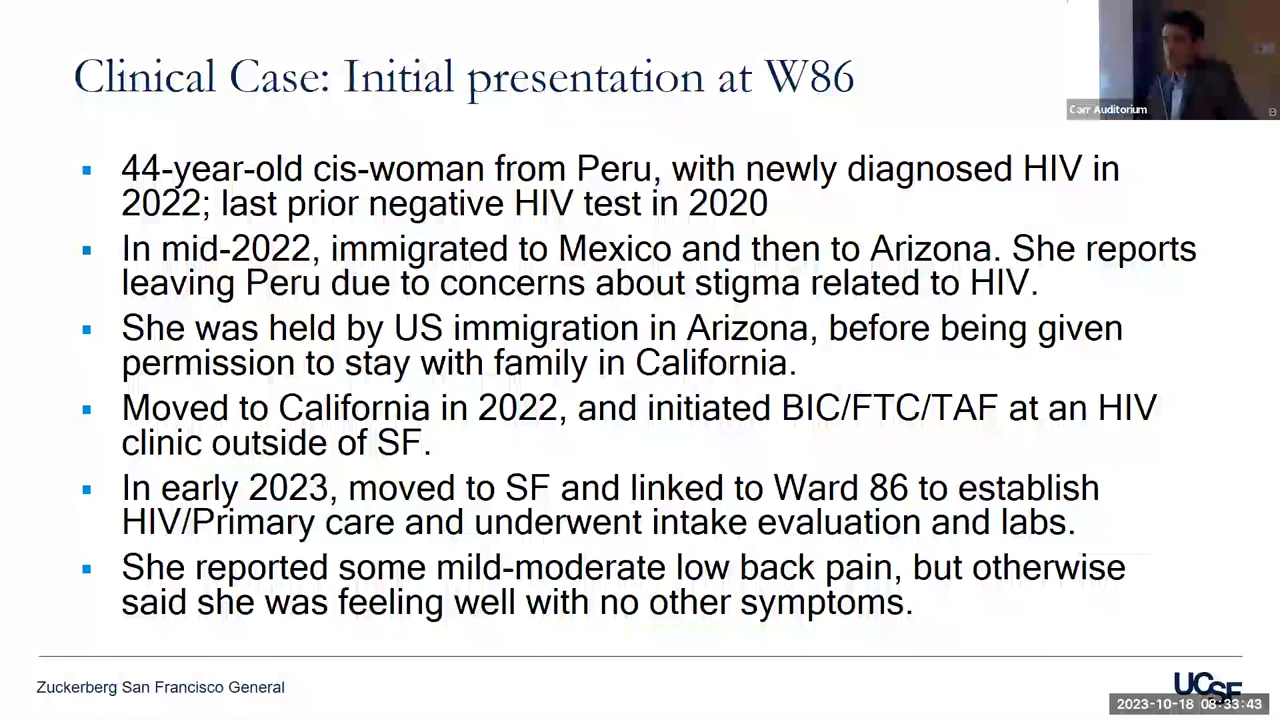 Clinical Case: Initial presentation at W86
Carr Auditorium
▪ 44-year-old cis-woman from Peru, with newly diagnosed HIV in
2022; last prior negative HIV test in 2020
▪ In mid-2022, immigrated to Mexico and then to Arizona. She reports
leaving Peru due to concerns about stigma related to HIV.
▪ She was held by US immigration in Arizona, before being given
permission to stay with family in California.
▪ Moved to California in 2022, and initiated BIC/FTC/TAF at an HIV
clinic outside of SF.
▪ In early 2023, moved to SF and linked to Ward 86 to establish
HIV/Primary care and underwent intake evaluation and labs.
▪ She reported some mild-moderate low back pain, but otherwise
said she was feeling well with no other symptoms.
Zuckerberg San Francisco General
UCSF
2023-10-18 08:33:43